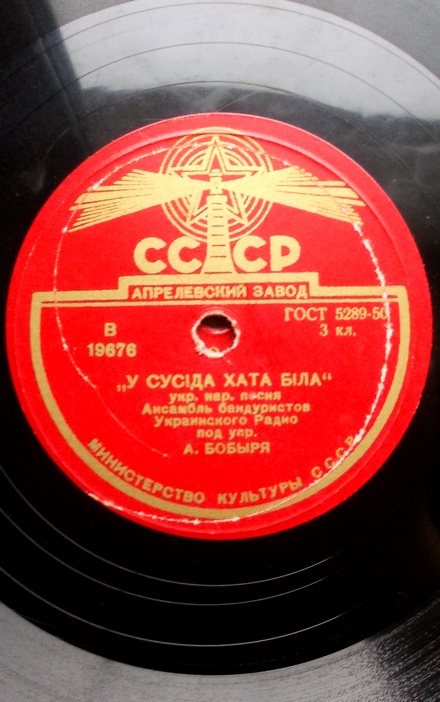 СССР
АПРЕЛЕВСКИЙ ЗАВОД
ГОСТ 5289-50
В
3 кл.
19676
„У СУСІДА ХАТА БІЛА“
укр. нар. песня
Ансамбль бандуристов
Украинского Радио
под упр.
А. БОБЫРЯ
МИНИСТЕРСТВО КУЛЬТУРЫ СССР